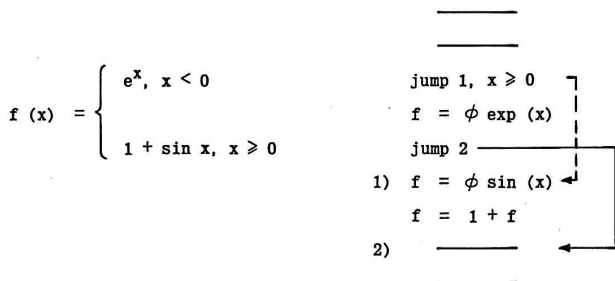 f (x) =
e^x, x < 0
1 + sin x, x ⩾ 0
jump 1, x ⩾ 0
f = ϕ exp (x)
jump 2
1) f = ϕ sin (x)
f = 1 + f
2)